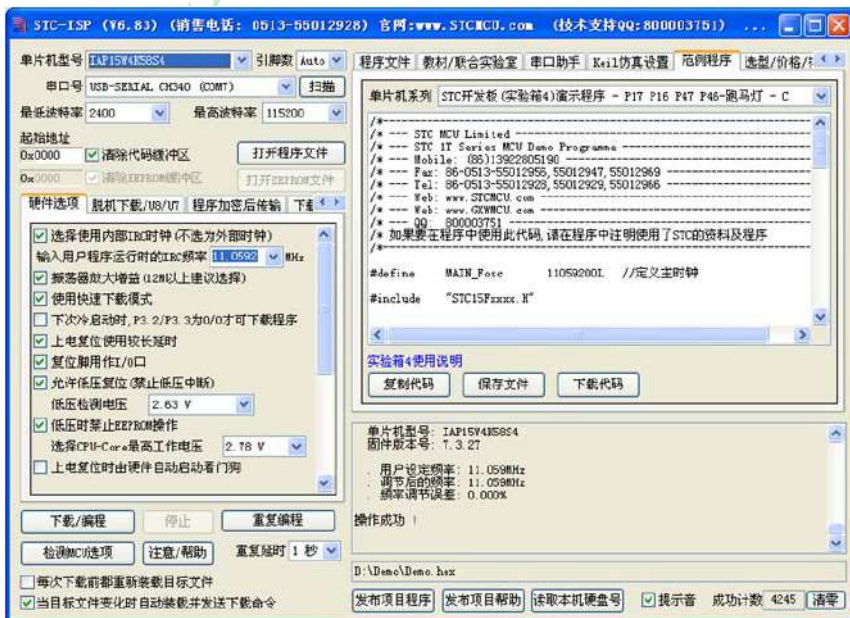 STC-ISP (V6.83) (销售电话: 0513-55012928) 官网:www.STCMCU.com (技术支持QQ:800003751) ...
单片机型号 IAP15W4K58S4 引脚数 Auto
串口号 USB-SERIAL CH340 (COM7) 扫描
最低波特率 2400 最高波特率 115200
起始地址
0x0000 清除代码缓冲区 打开程序文件
0x0000 清除EEPROM缓冲区 打开EEPROM文件
硬件选项 脱机下载/U8/U7 程序加密后传输 下载
选择使用内部IRC时钟(不选为外部时钟)
输入用户程序运行时的IRC频率 11.0592 MHz
振荡器放大增益(12M以上建议选择)
使用快速下载模式
下次冷启动时,P3.2/P3.3为0/0才可下载程序
上电复位使用较长延时
复位脚用作I/O口
允许低压复位(禁止低压中断)
低压检测电压 2.63 V
低压时禁止EEPROM操作
选择CPU-Core最高工作电压 2.78 V
上电复位时由硬件自动启动看门狗
下载/编程 停止 重复编程
检测MCU选项 注意/帮助 重复延时 1 秒
每次下载前都重新装载目标文件
当目标文件变化时自动装载并发送下载命令
程序文件 教材/联合实验室 串口助手 Keil仿真设置 范例程序 选型/价格/
单片机系列 STC开发板(实验箱4)演示程序 - P17 P16 P47 P46-跑马灯 - C
/*---
/* --- STC MCU Limited ---
/* --- STC 1T Series MCU Demo Programme ---
/* --- Mobile: (86)13922805190 ---
/* --- Fax: 86-0513-55012956,55012947,55012969 ---
/* --- Tel: 86-0513-55012928,55012929,55012966 ---
/* --- Web: www.STCMCU.com ---
/* --- Web: www.GXWMCU.com ---
/* --- QQ: 800003751 ---
/* 如果要在程序中使用此代码,请在程序中注明使用了STC的资料及程序
/*---
#define MAIN_Fosc 11059200L //定义主时钟
#include "STC15Fxxxx.H"
实验箱4使用说明
复制代码 保存文件 下载代码
单片机型号: IAP15W4K58S4
固件版本号: 7.3.27
. 用户设定频率: 11.059MHz
. 调节后的频率: 11.059MHz
. 频率调节误差: 0.000%
操作成功 !
D:\Demo\Demo.hex
发布项目程序 发布项目帮助 读取本机硬盘号 提示音 成功计数 4245 清零